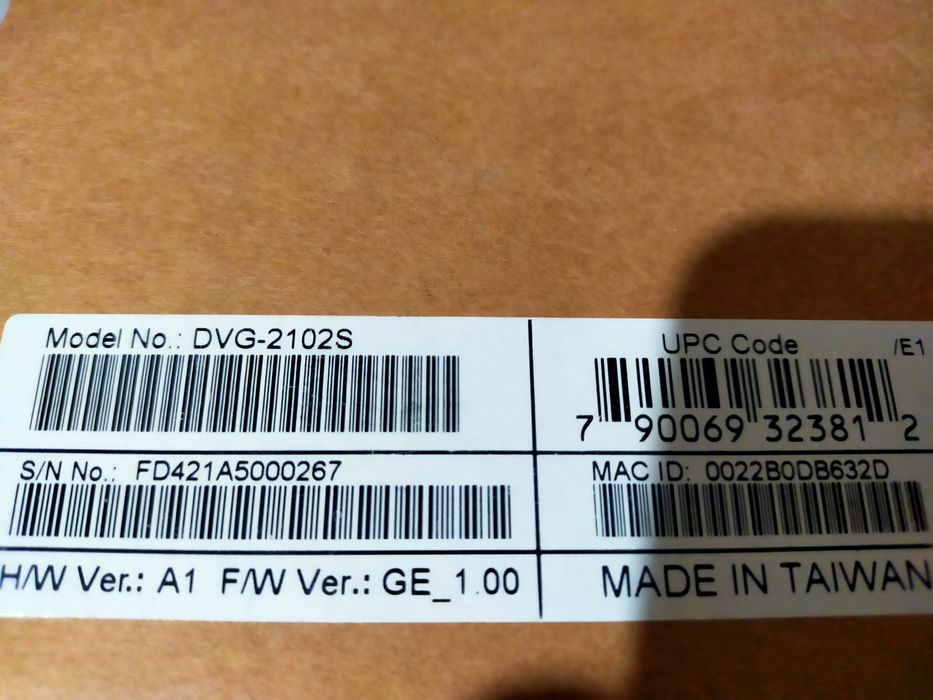 Model No.: DVG-2102S
UPC Code /E1
7 90069 32381 2
S/N No.: FD421A5000267
MAC ID: 0022B0DB632D
H/W Ver.: A1 F/W Ver.: GE_1.00
MADE IN TAIWAN